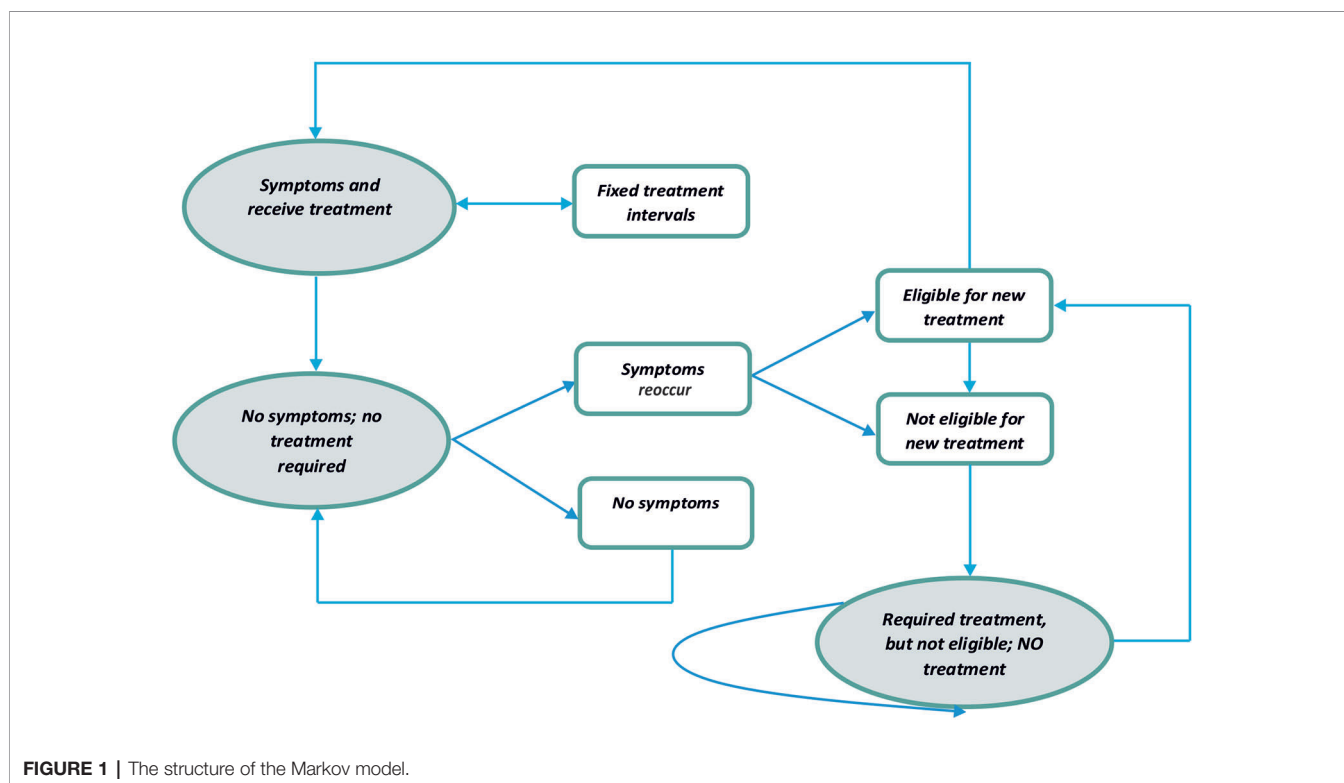 Symptoms and
receive treatment
Fixed treatment
intervals
Eligible for new
treatment
Symptoms
reoccur
No symptoms; no
treatment
required
Not eligible for
new treatment
No symptoms
Required treatment,
but not eligible; NO
treatment
FIGURE 1 | The structure of the Markov model.